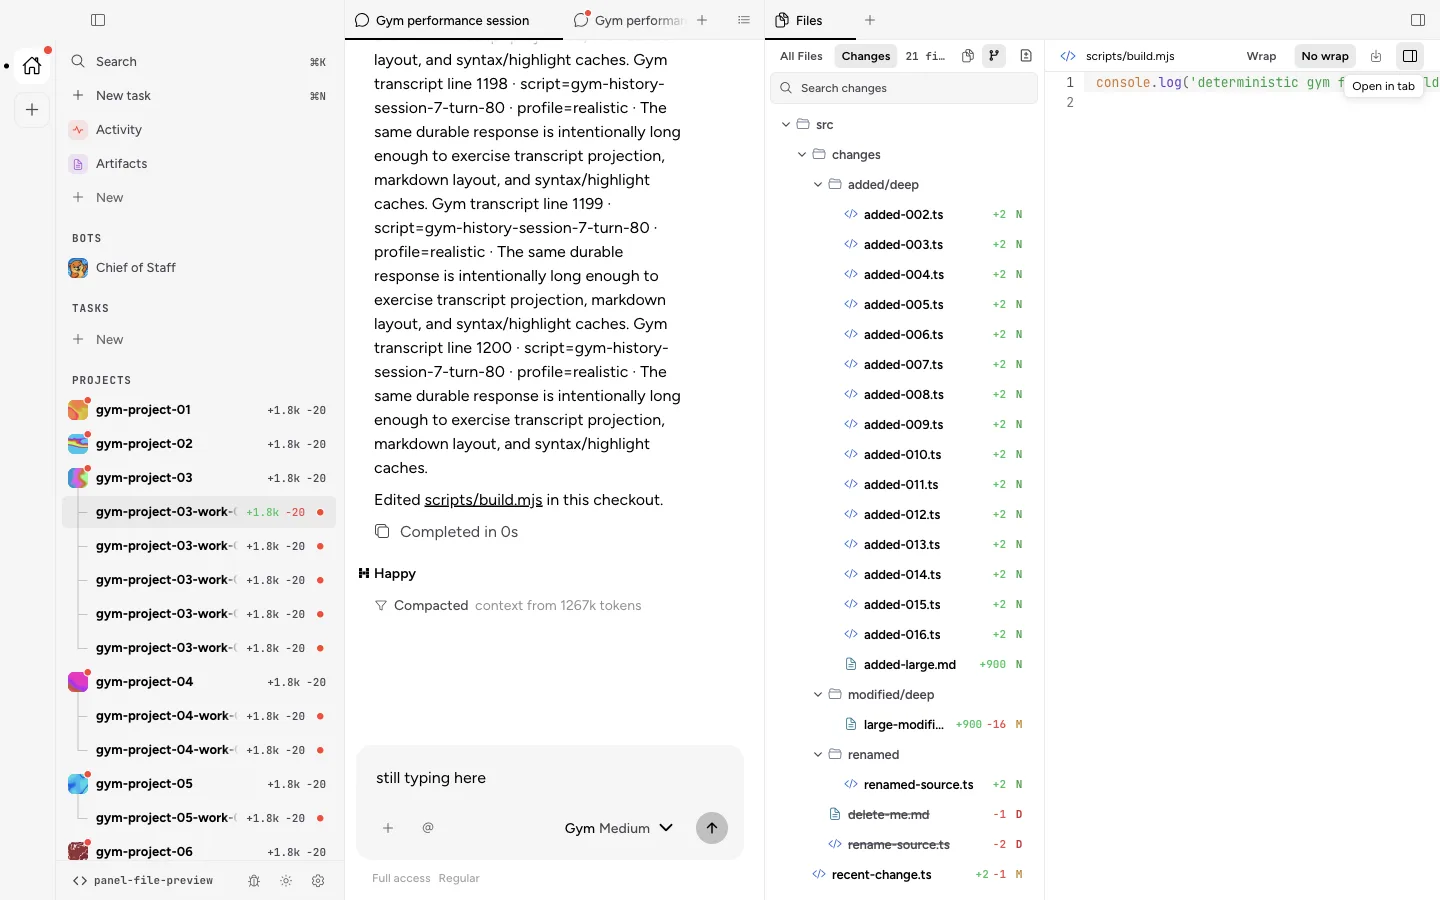 Search ⌘K
New task ⌘N
Activity
Artifacts
New
BOTS
Chief of Staff
TASKS
New
PROJECTS
gym-project-01 +1.8k -20
gym-project-02 +1.8k -20
gym-project-03 +1.8k -20
gym-project-03-work- +1.8k -20
gym-project-03-work- +1.8k -20
gym-project-03-work- +1.8k -20
gym-project-03-work- +1.8k -20
gym-project-03-work- +1.8k -20
gym-project-04 +1.8k -20
gym-project-04-work- +1.8k -20
gym-project-04-work- +1.8k -20
gym-project-05 +1.8k -20
gym-project-05-work- +1.8k -20
gym-project-06 +1.8k -20
panel-file-preview
Gym performance session
Gym performa
layout, and syntax/highlight caches. Gym
transcript line 1198 · script=gym-history-
session-7-turn-80 · profile=realistic · The
same durable response is intentionally long
enough to exercise transcript projection,
markdown layout, and syntax/highlight
caches. Gym transcript line 1199 ·
script=gym-history-session-7-turn-80 ·
profile=realistic · The same durable
response is intentionally long enough to
exercise transcript projection, markdown
layout, and syntax/highlight caches. Gym
transcript line 1200 · script=gym-history-
session-7-turn-80 · profile=realistic · The
same durable response is intentionally long
enough to exercise transcript projection,
markdown layout, and syntax/highlight
caches.
Edited scripts/build.mjs in this checkout.
Completed in 0s
Happy
Compacted context from 1267k tokens
still typing here
@ Gym Medium
Full access Regular
Files
All Files Changes 21 fi…
Search changes
src
changes
added/deep
added-002.ts +2 N
added-003.ts +2 N
added-004.ts +2 N
added-005.ts +2 N
added-006.ts +2 N
added-007.ts +2 N
added-008.ts +2 N
added-009.ts +2 N
added-010.ts +2 N
added-011.ts +2 N
added-012.ts +2 N
added-013.ts +2 N
added-014.ts +2 N
added-015.ts +2 N
added-016.ts +2 N
added-large.md +900 N
modified/deep
large-modifi… +900 -16 M
renamed
renamed-source.ts +2 N
delete-me.md -1 D
rename-source.ts -2 D
recent-change.ts +2 -1 M
scripts/build.mjs Wrap No wrap
Open in tab
1 console.log('deterministic gym f ld
2